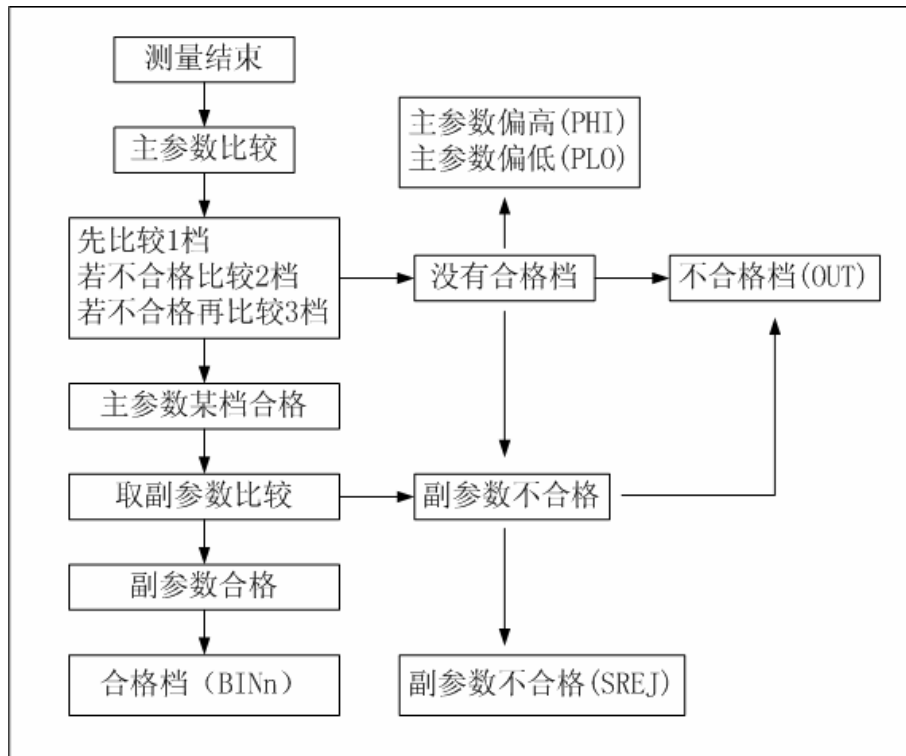 测量结束
主参数比较
先比较1档
若不合格比较2档
若不合格再比较3档
主参数某档合格
取副参数比较
副参数合格
合格档（BINn）
主参数偏高(PHI)
主参数偏低(PLO)
没有合格档
副参数不合格
副参数不合格(SREJ)
不合格档(OUT)